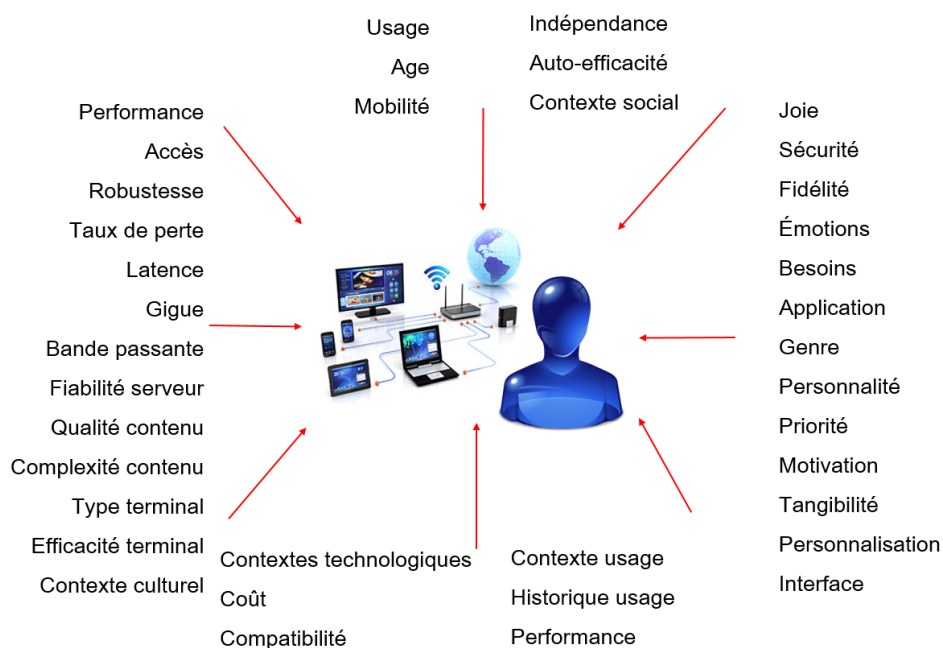 Usage
Age
Mobilité
Indépendance
Auto-efficacité
Contexte social
Performance
Accès
Robustesse
Taux de perte
Latence
Gigue
Bande passante
Fiabilité serveur
Qualité contenu
Complexité contenu
Type terminal
Efficacité terminal
Contexte culturel
Joie
Sécurité
Fidélité
Émotions
Besoins
Application
Genre
Personnalité
Priorité
Motivation
Tangibilité
Personnalisation
Interface
Contextes technologiques
Coût
Compatibilité
Contexte usage
Historique usage
Performance